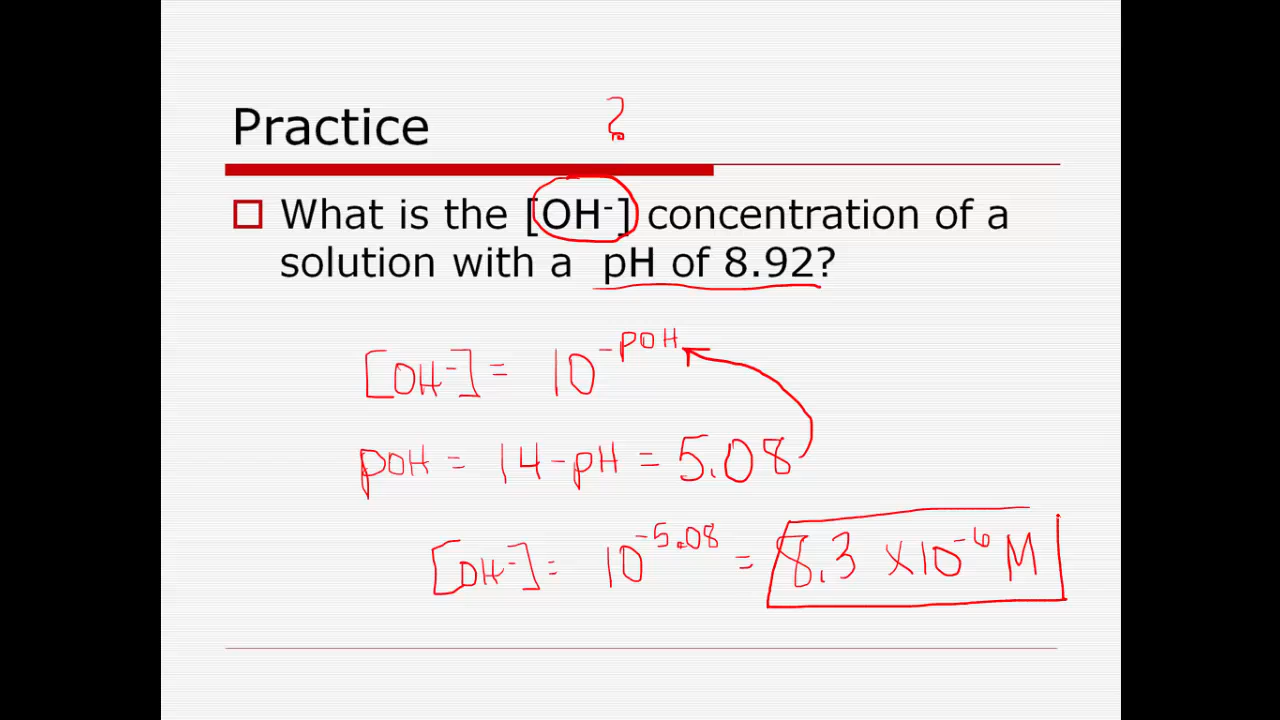 Practice ?
What is the [OH⁻] concentration of a
solution with a pH of 8.92?
[OH⁻] = 10^-pOH
pOH = 14 - pH = 5.08
[OH⁻] = 10^-5.08 = 8.3 x 10^-6 M